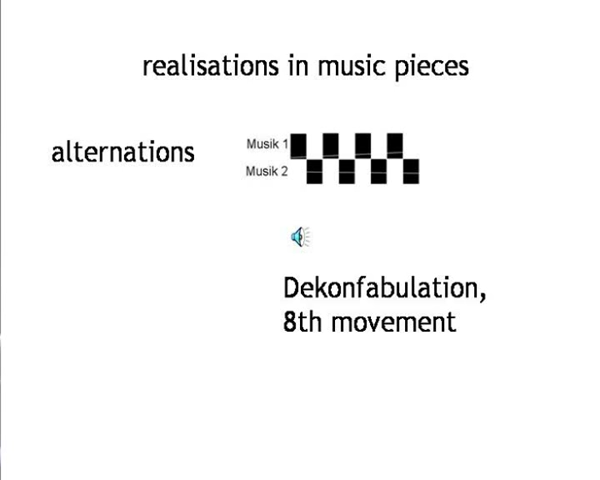 realisations in music pieces
alternations
Musik 1
Musik 2
Dekonfabulation,
8th movement